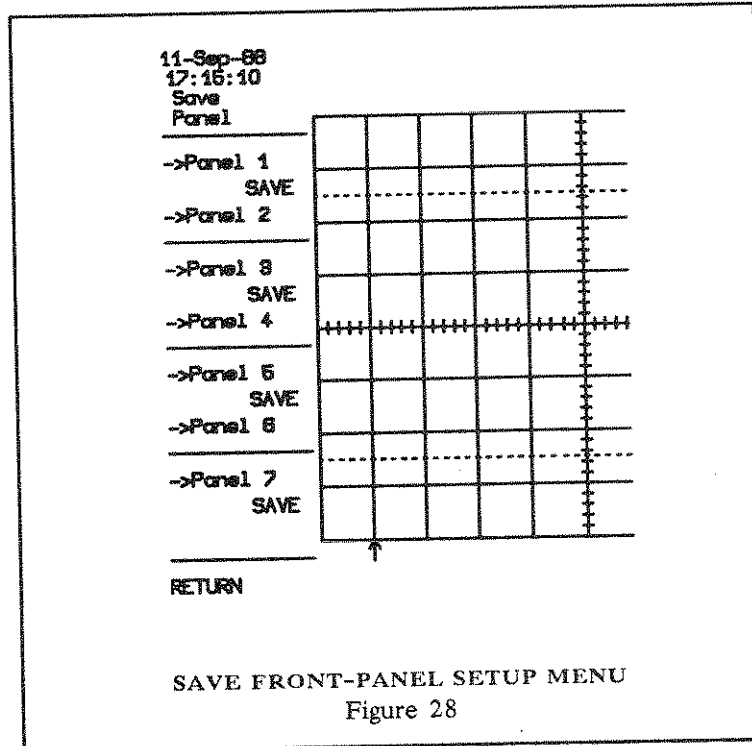 11-Sep-88
17:15:10
Save
Panel
->Panel 1
SAVE
->Panel 2
->Panel 3
SAVE
->Panel 4
->Panel 5
SAVE
->Panel 6
->Panel 7
SAVE
RETURN
SAVE FRONT-PANEL SETUP MENU
Figure 28